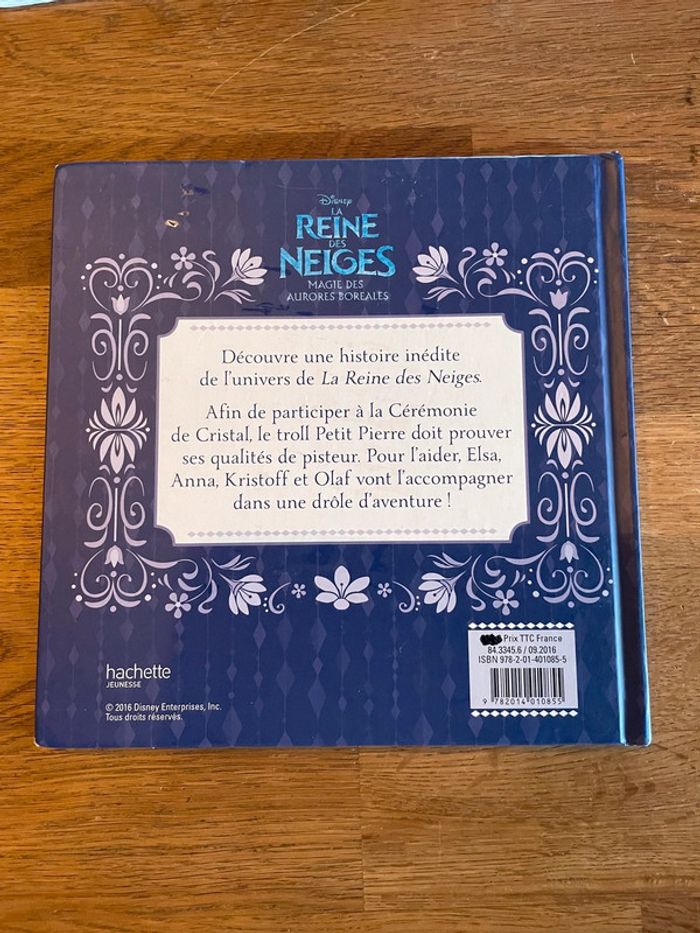 Disney
LA
REINE
DES
NEIGES
MAGIE DES
AURORES BORÉALES
Découvre une histoire inédite
de l'univers de La Reine des Neiges.
Afin de participer à la Cérémonie
de Cristal, le troll Petit Pierre doit prouver
ses qualités de pisteur. Pour l'aider, Elsa,
Anna, Kristoff et Olaf vont l'accompagner
dans une drôle d'aventure !
Prix TTC France
84.3345.6 / 09.2016
ISBN 978-2-01-401085-5
9 782014 010855
hachette
JEUNESSE
© 2016 Disney Enterprises, Inc.
Tous droits réservés.